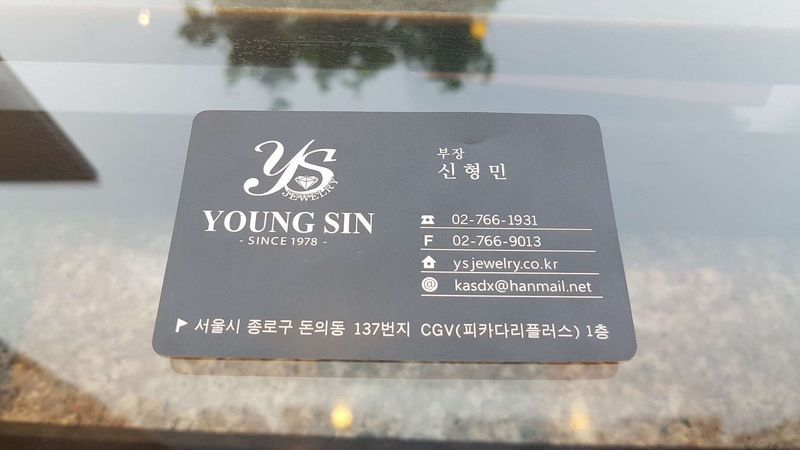 YS
JEWELRY
YOUNG SIN
- SINCE 1978 -
부장
신형민
02-766-1931
F 02-766-9013
ysjewelry.co.kr
@ kasdx@hanmail.net
서울시 종로구 돈의동 137번지 CGV(피카다리플러스) 1층